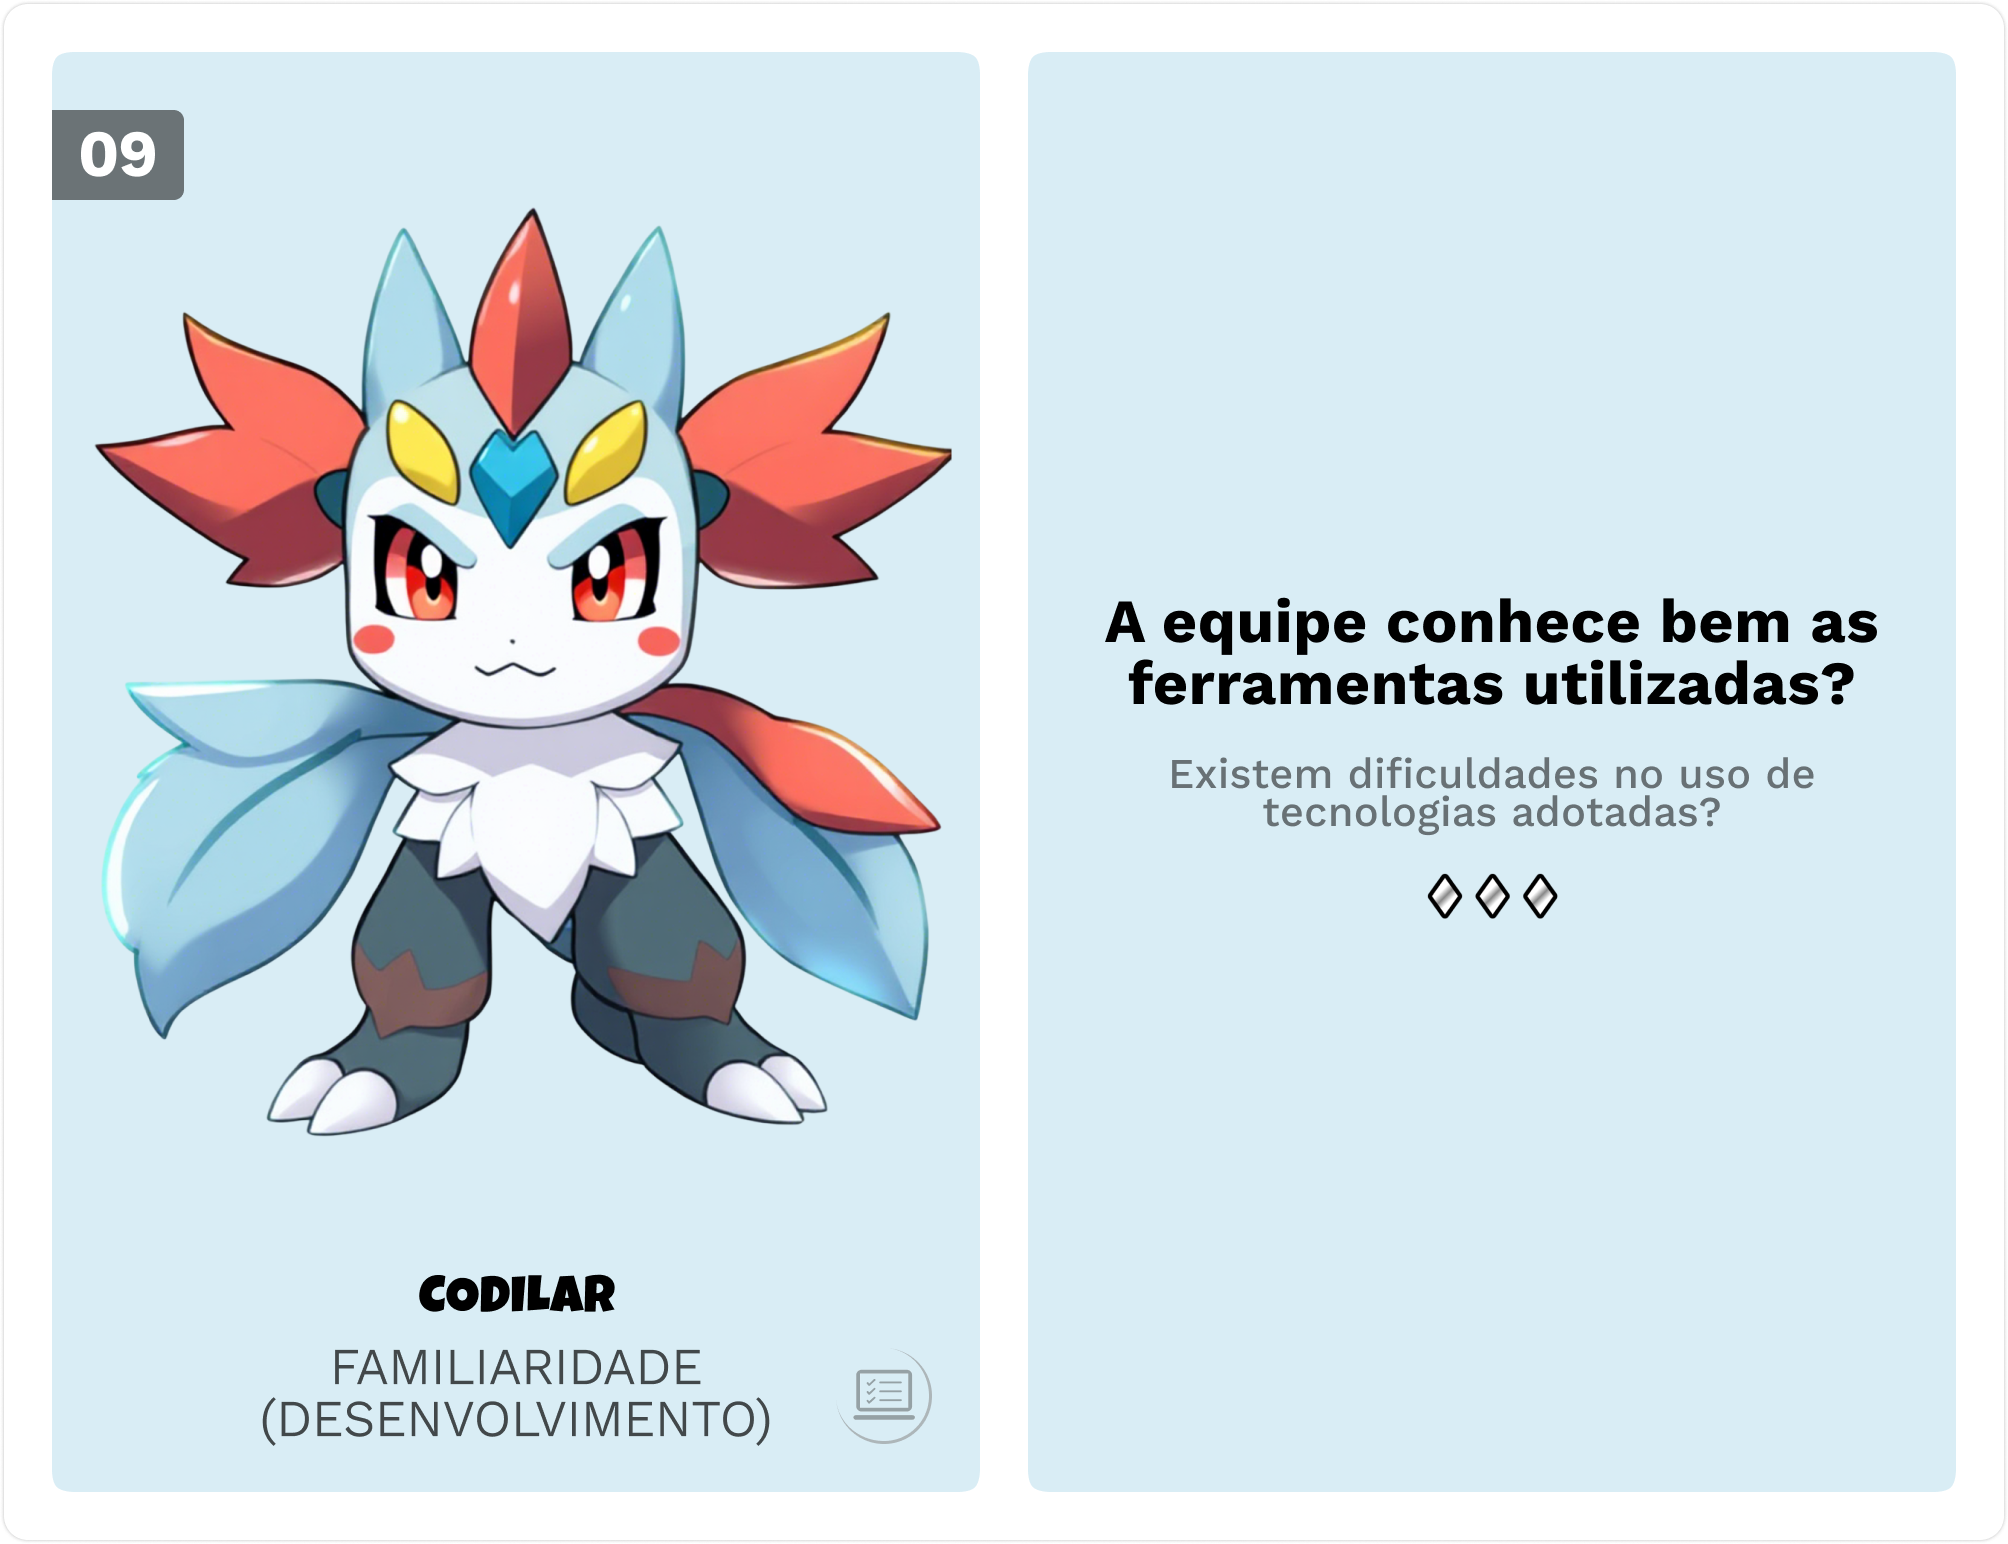 09
CODILAR
FAMILIARIDADE
(DESENVOLVIMENTO)
A equipe conhece bem as
ferramentas utilizadas?
Existem dificuldades no uso de
tecnologias adotadas?